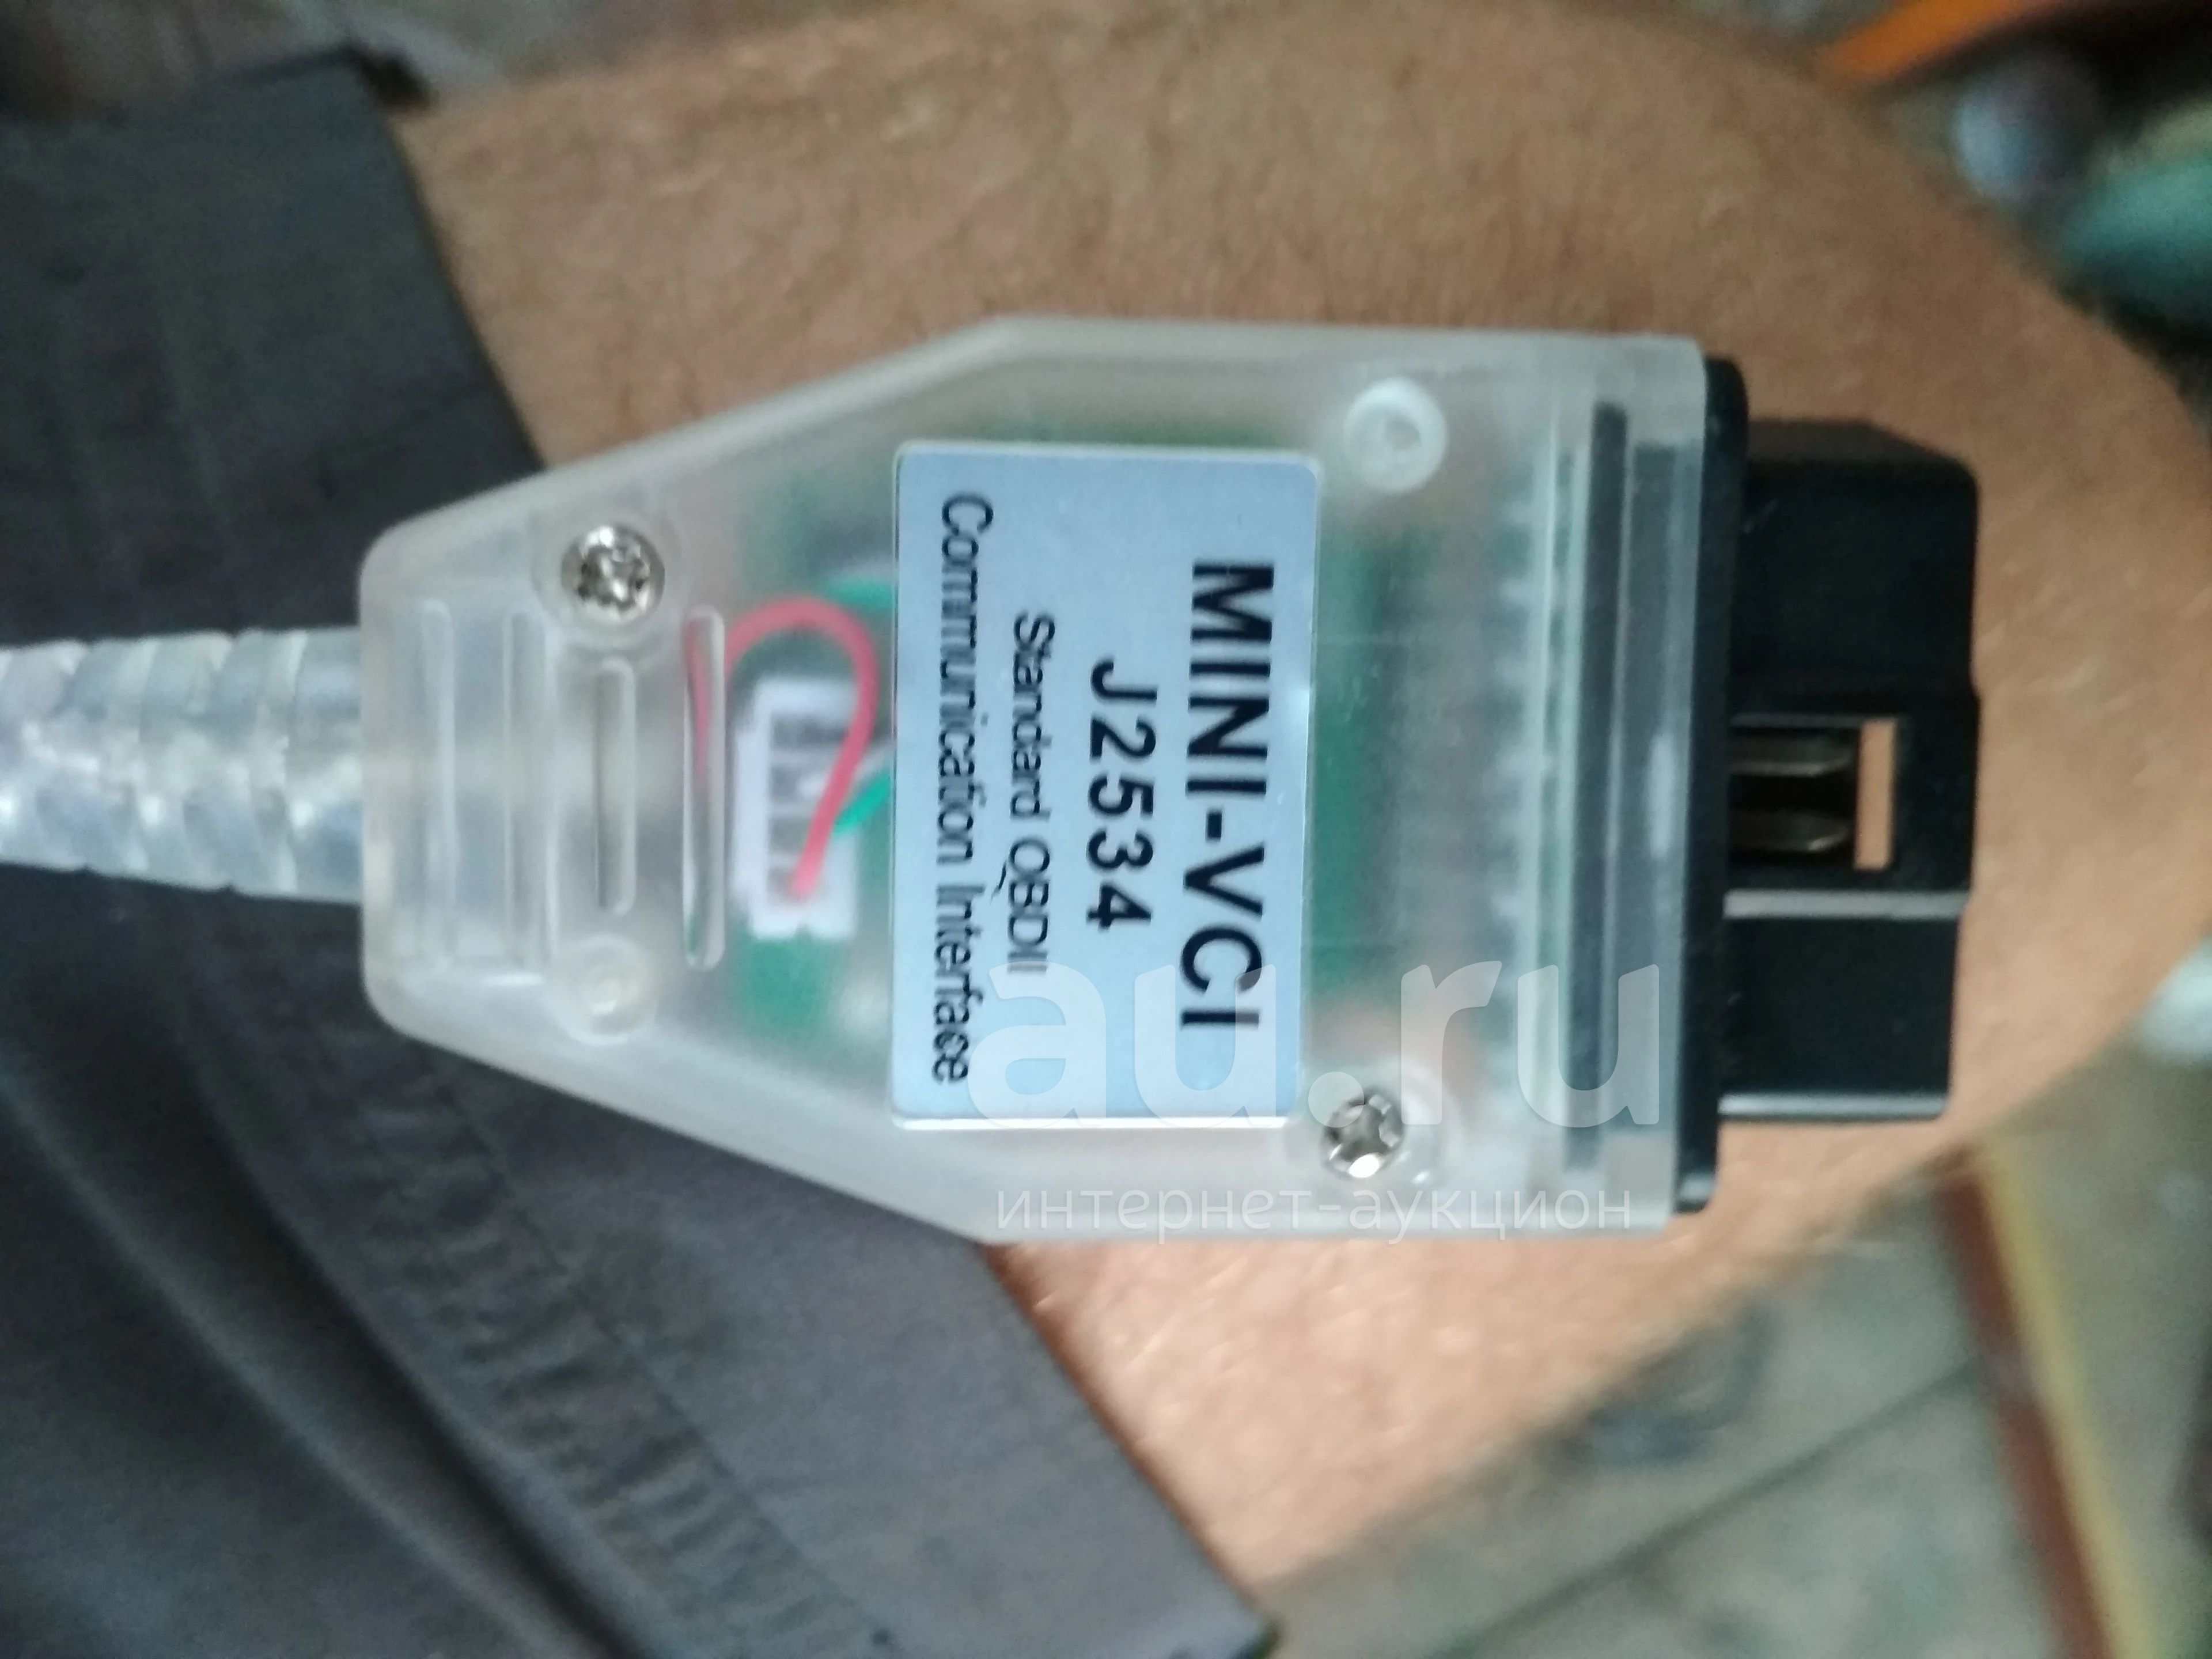 MINI-VCI
J2534
Standard OBDII
Communication Interface
au.ru
интернет-аукцион